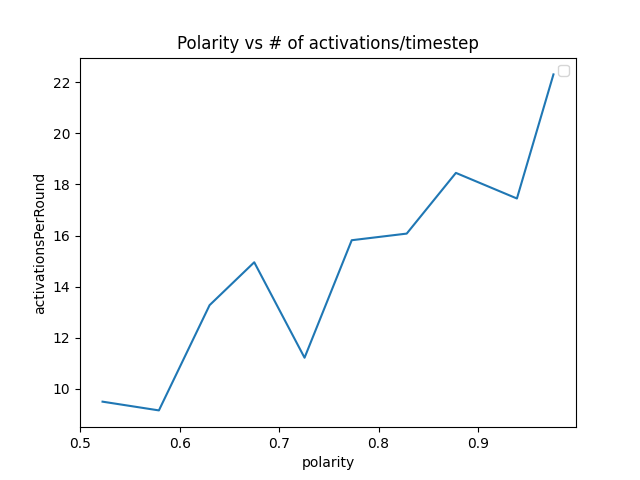 Polarity vs # of activations/timestep
22
20
18
16
14
12
10
activationsPerRound
0.5 0.6 0.7 0.8 0.9
polarity